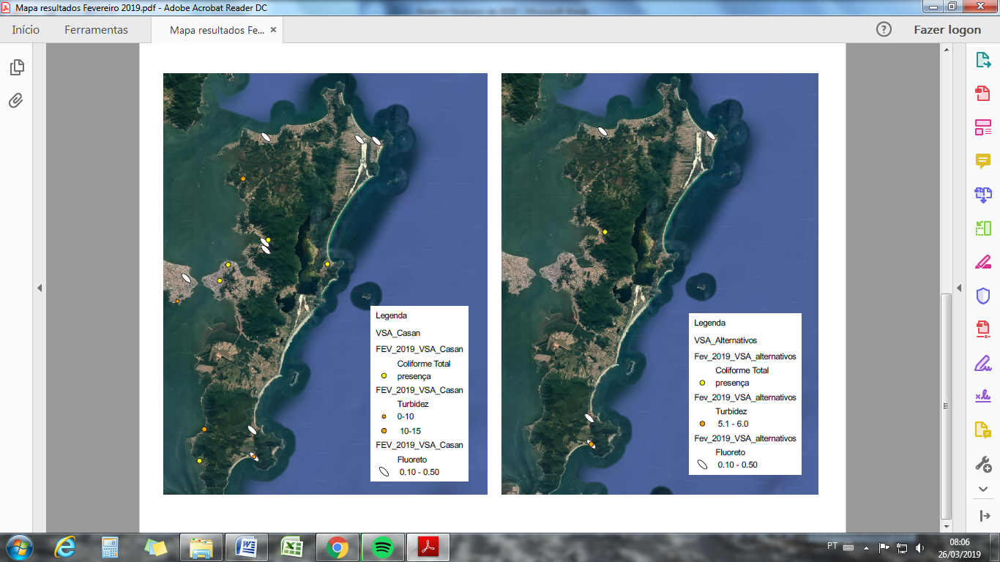 Mapa resultados Fevereiro 2019.pdf - Adobe Acrobat Reader DC
Início Ferramentas Mapa resultados Fe... × ? Fazer logon
Legenda
VSA_Casan
FEV_2019_VSA_Casan
Coliforme Total
presença
FEV_2019_VSA_Casan
Turbidez
0-10
10-15
FEV_2019_VSA_Casan
Fluoreto
0.10 - 0.50
Legenda
VSA_Alternativos
Fev_2019_VSA_alternativos
Coliforme Total
presença
Fev_2019_VSA_alternativos
Turbidez
5.1 - 6.0
Fev_2019_VSA_alternativos
Fluoreto
0.10 - 0.50
PT
08:06
26/03/2019